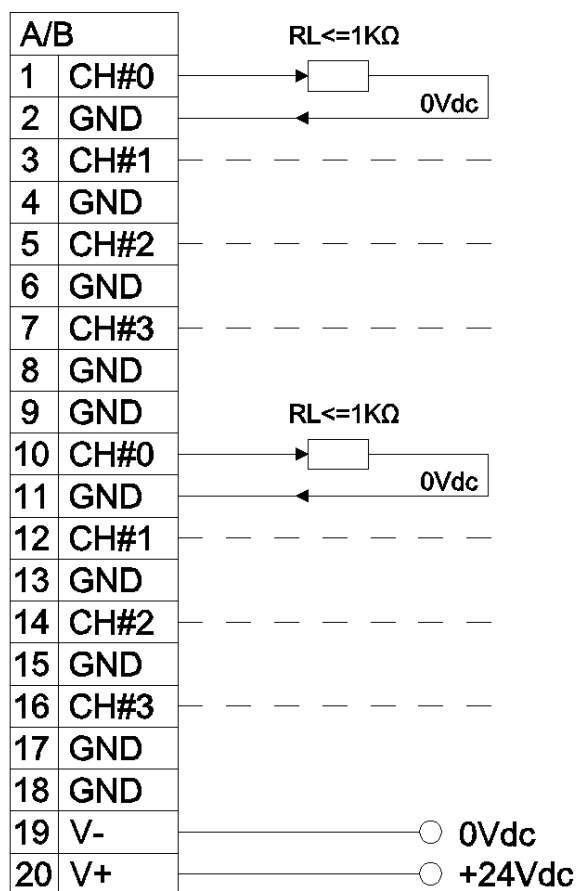 A/B
RL<=1KΩ
1 CH#0
0Vdc
2 GND
3 CH#1
4 GND
5 CH#2
6 GND
7 CH#3
8 GND
9 GND
RL<=1KΩ
10 CH#0
0Vdc
11 GND
12 CH#1
13 GND
14 CH#2
15 GND
16 CH#3
17 GND
18 GND
19 V- 0Vdc
20 V+ +24Vdc